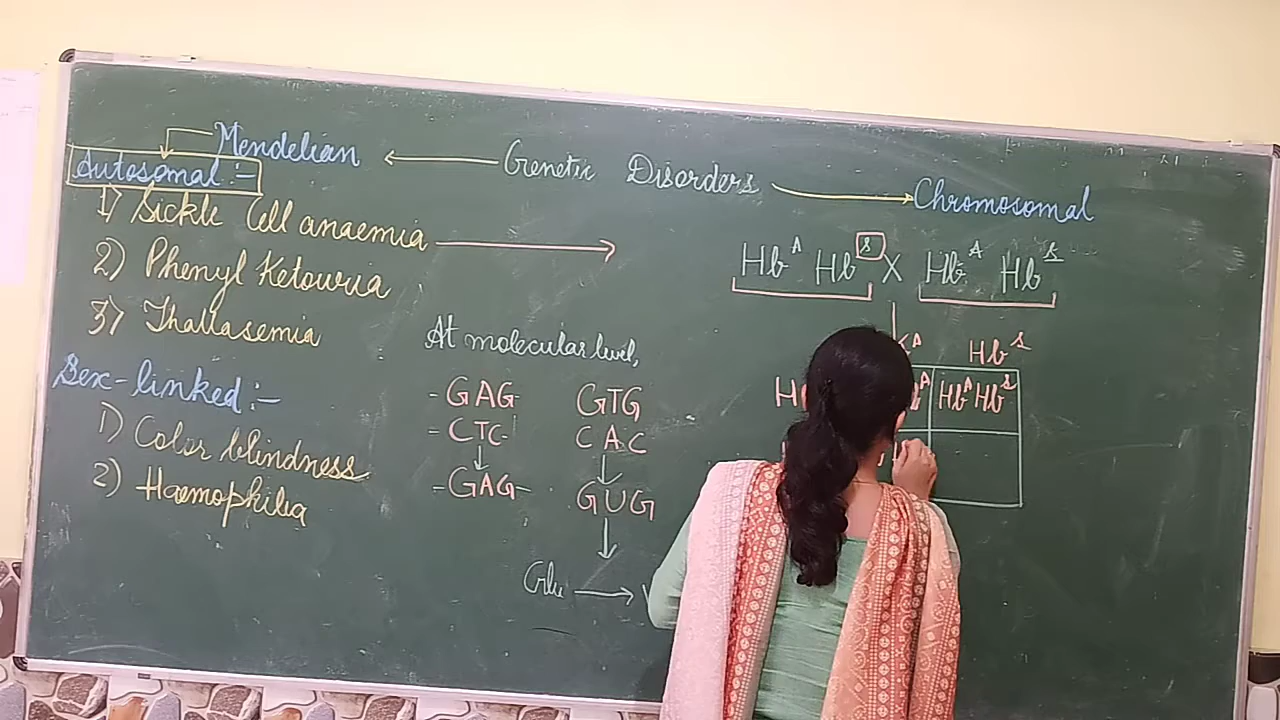 Mendelian ← Genetic Disorders → Chromosomal
Autosomal :-
1) Sickle Cell anaemia →
2) Phenyl Ketouria
3) Thallasemia
Sex-linked :-
1) Color blindness
2) Haemophilia
At molecular level,
- GAG- GTG
- CTC- CAC
- GAG- GUG
Glu →
Hb^A Hb^S X Hb^A Hb^S
Hb^S
Hb^A Hb^S